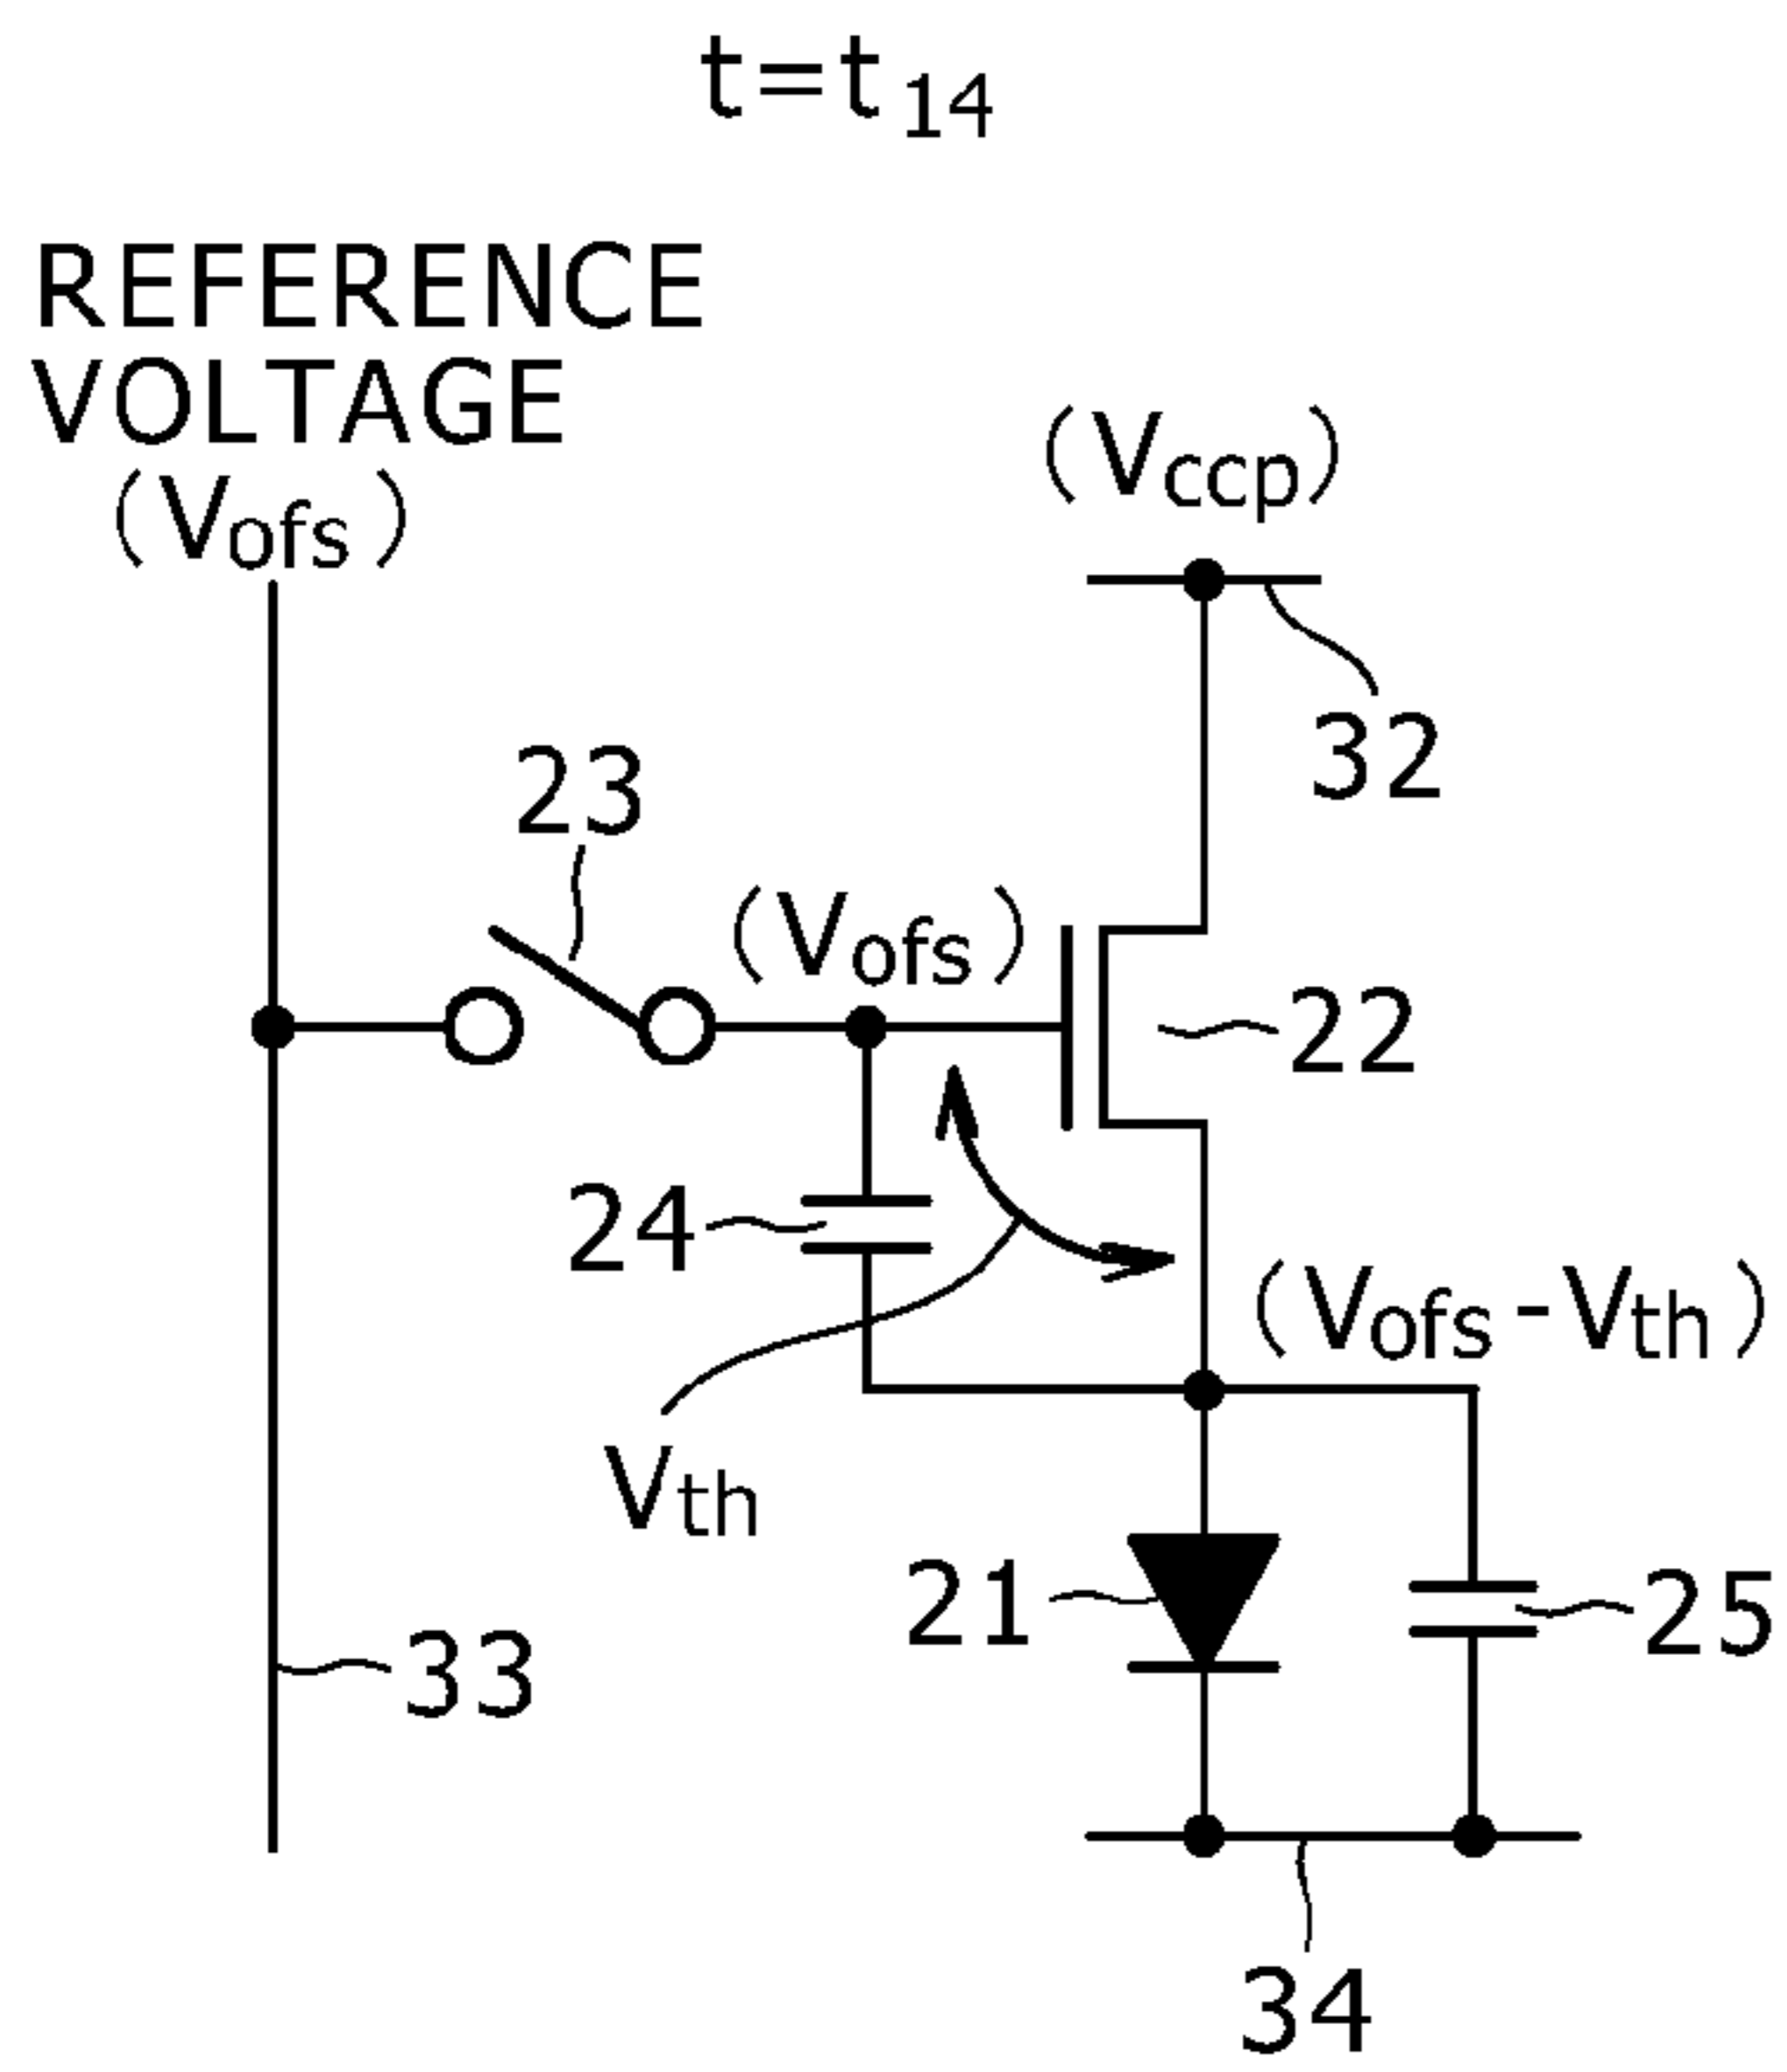 t=t14
REFERENCE
VOLTAGE
(Vofs)
(Vccp)
32
23
(Vofs)
22
24
(Vofs-Vth)
Vth
21
25
33
34